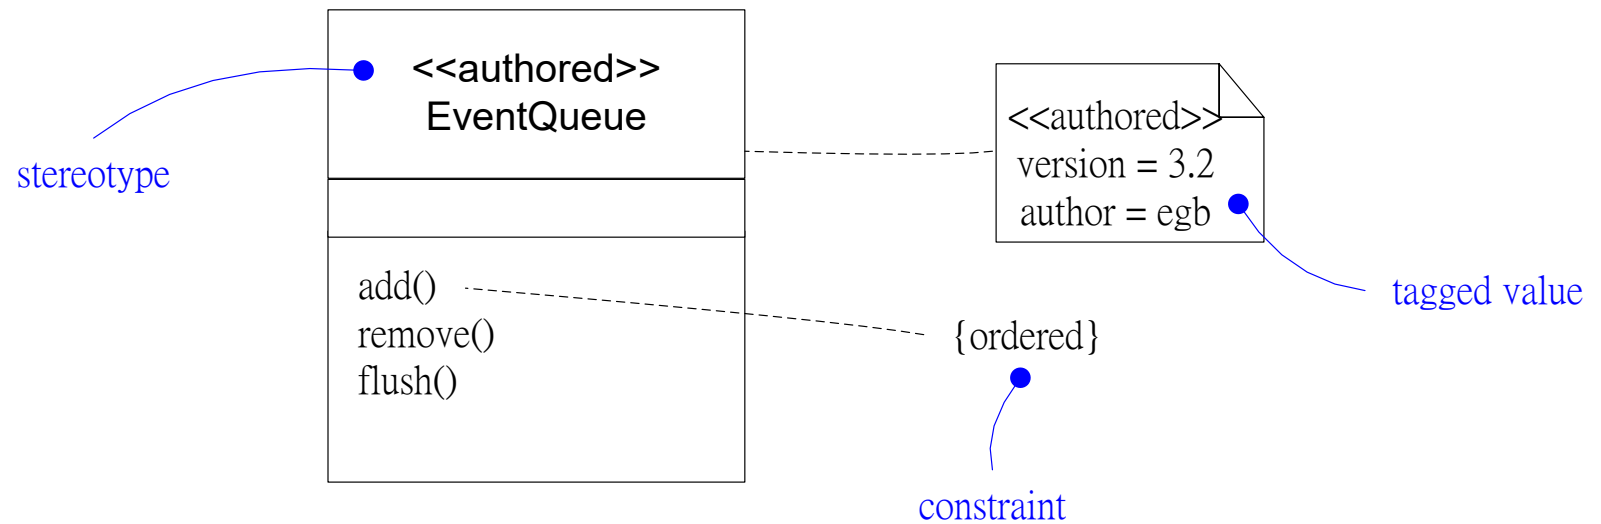 <<authored>>
EventQueue
stereotype
add()
remove()
flush()
<<authored>>
version = 3.2
author = egb
tagged value
{ordered}
constraint